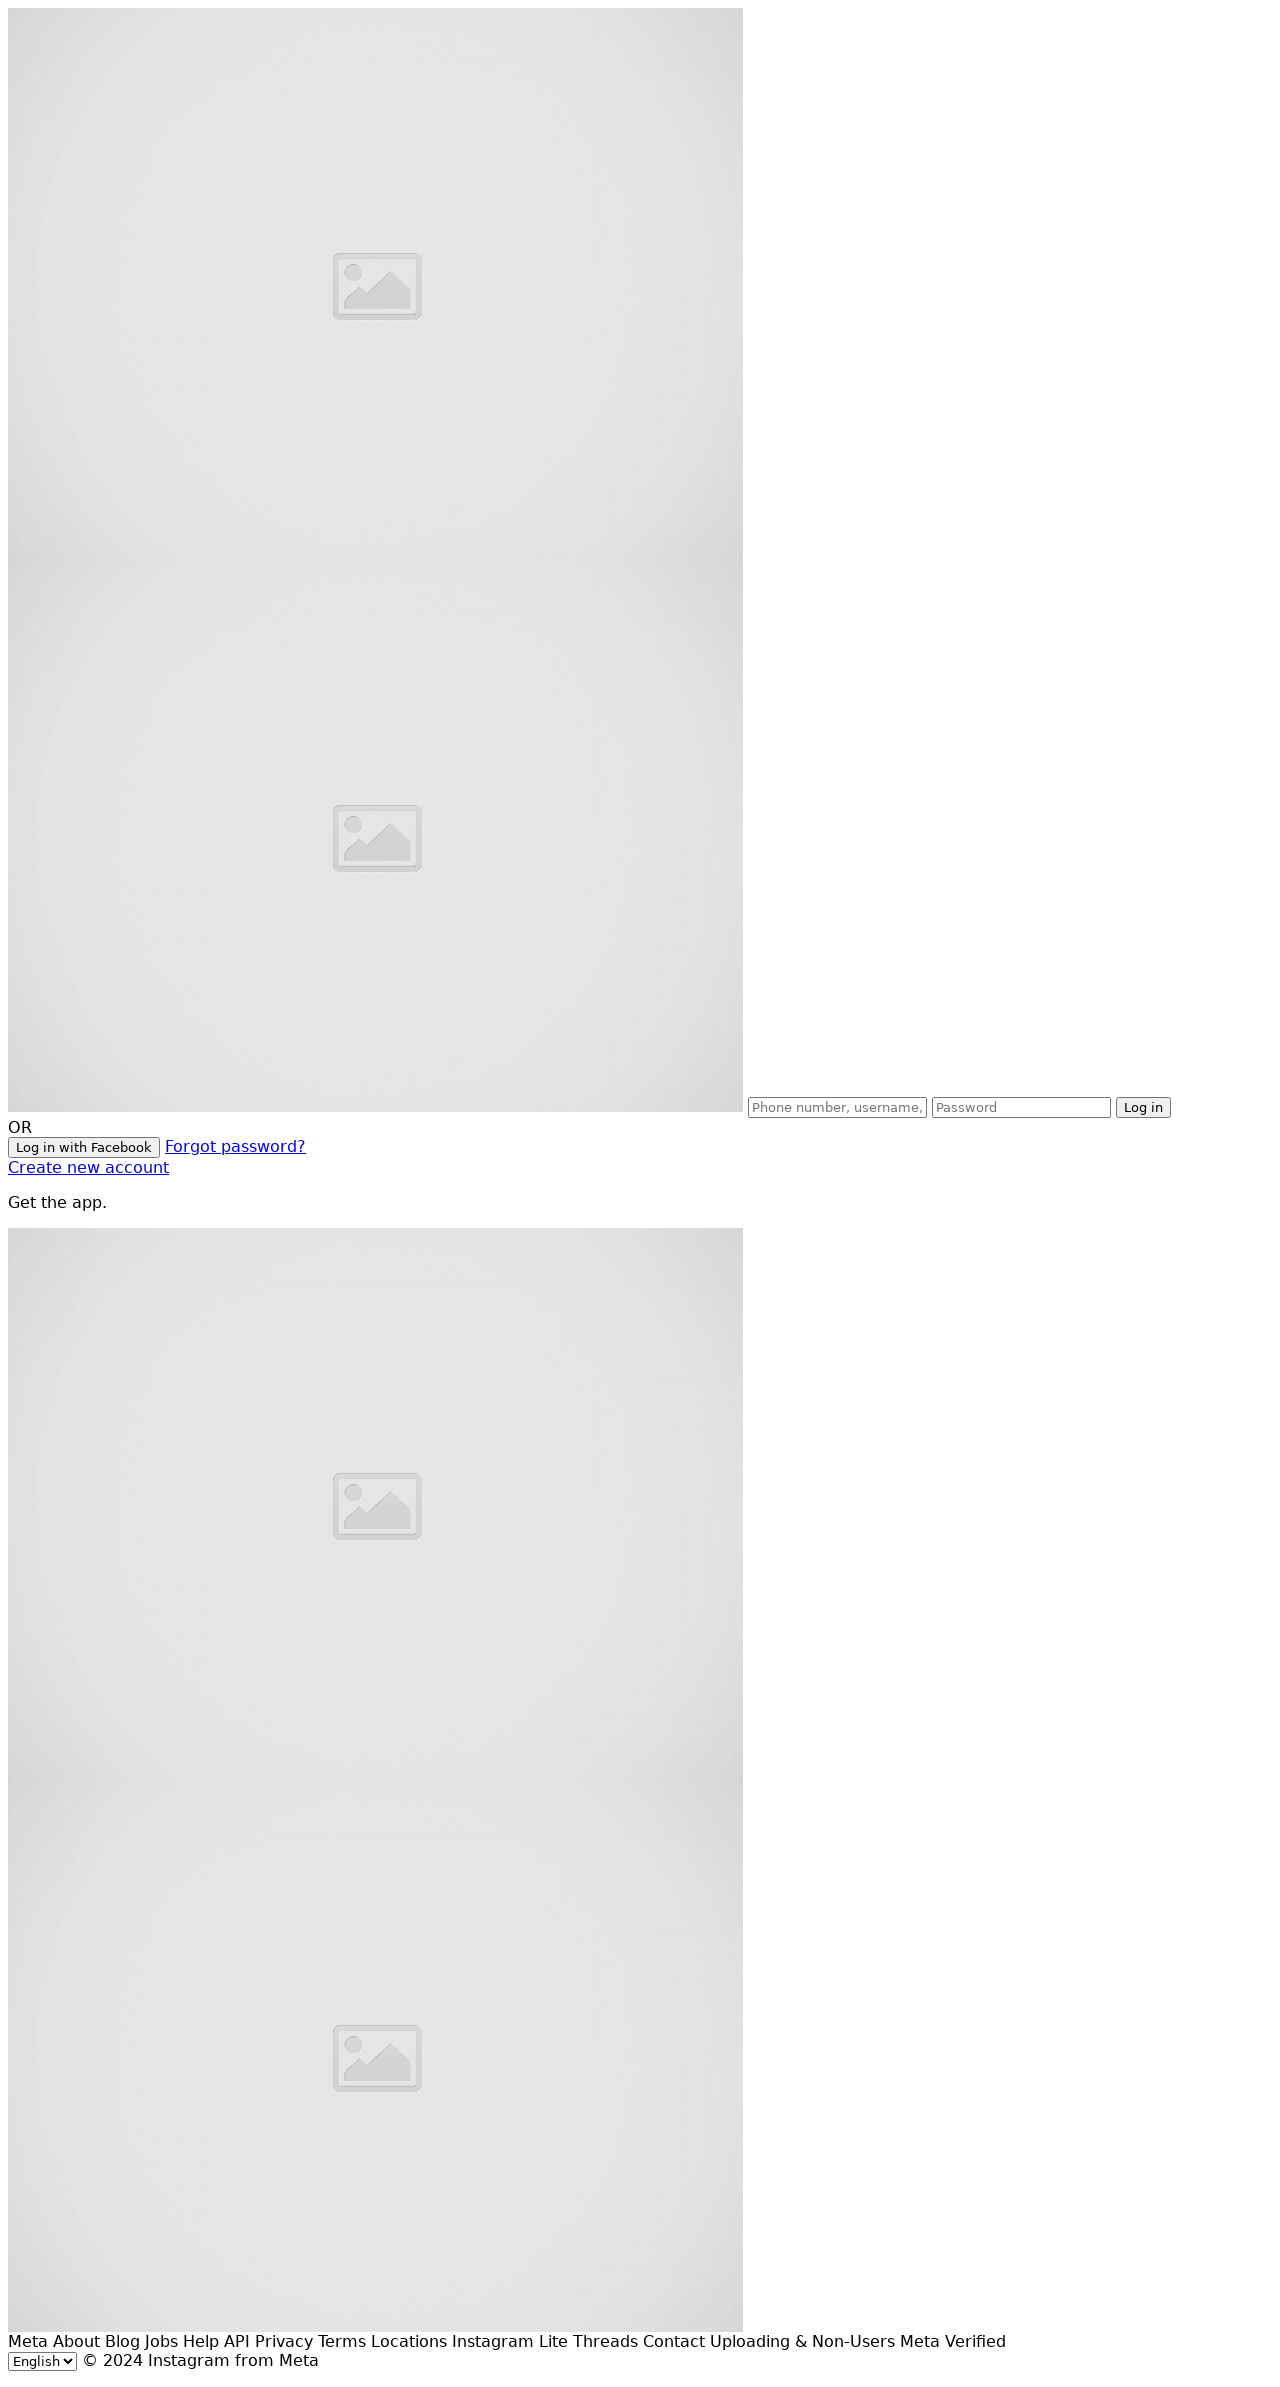 Phone number, username, Password Log in
OR
Log in with Facebook Forgot password?
Create new account
Get the app.
Meta About Blog Jobs Help API Privacy Terms Locations Instagram Lite Threads Contact Uploading & Non-Users Meta Verified
English © 2024 Instagram from Meta